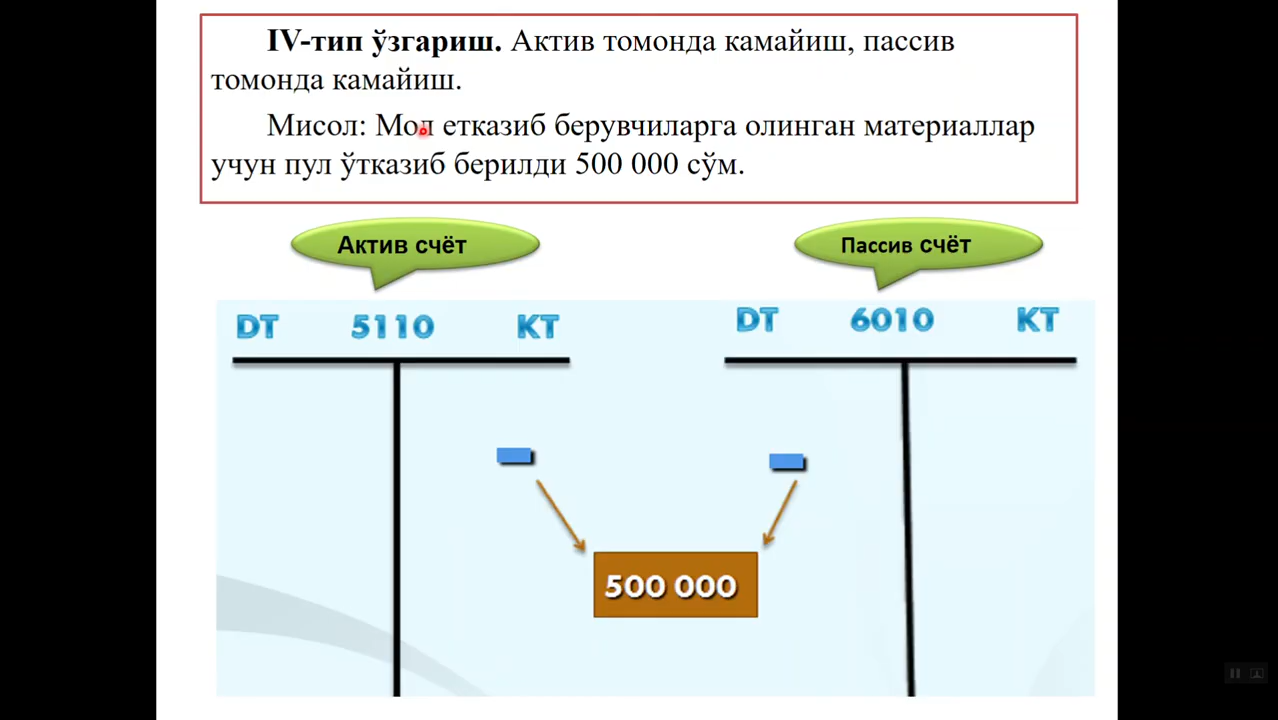 IV-тип ўзгариш. Актив томонда камайиш, пассив
томонда камайиш.
Мисол: Мол етказиб берувчиларга олинган материаллар
учун пул ўтказиб берилди 500 000 сўм.
Актив счёт
Пассив счёт
DT 5110 KT
DT 6010 KT
500 000